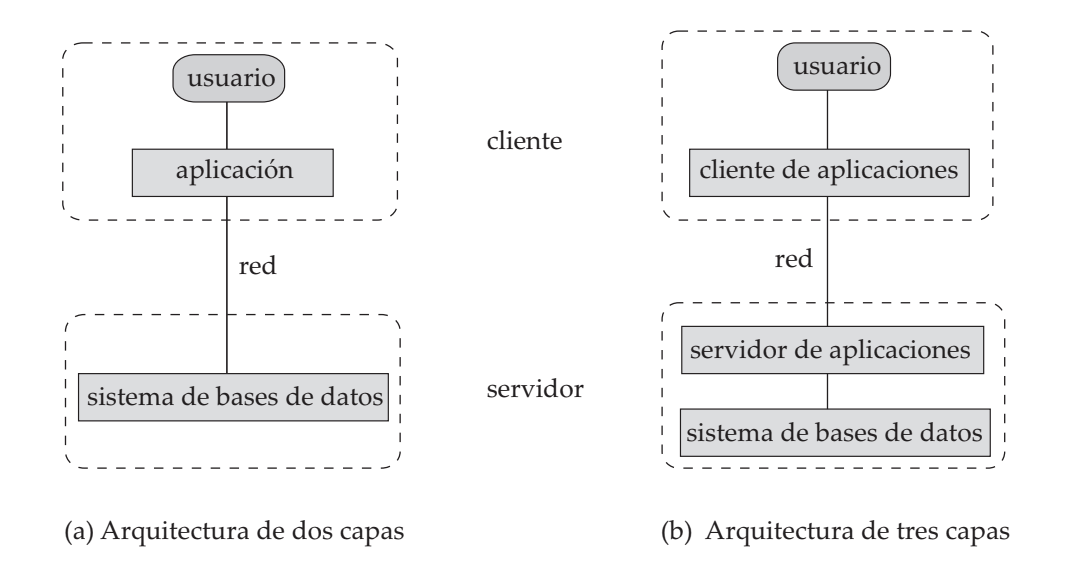 usuario
aplicación
red
sistema de bases de datos
cliente
servidor
usuario
cliente de aplicaciones
red
servidor de aplicaciones
sistema de bases de datos
(a) Arquitectura de dos capas
(b) Arquitectura de tres capas